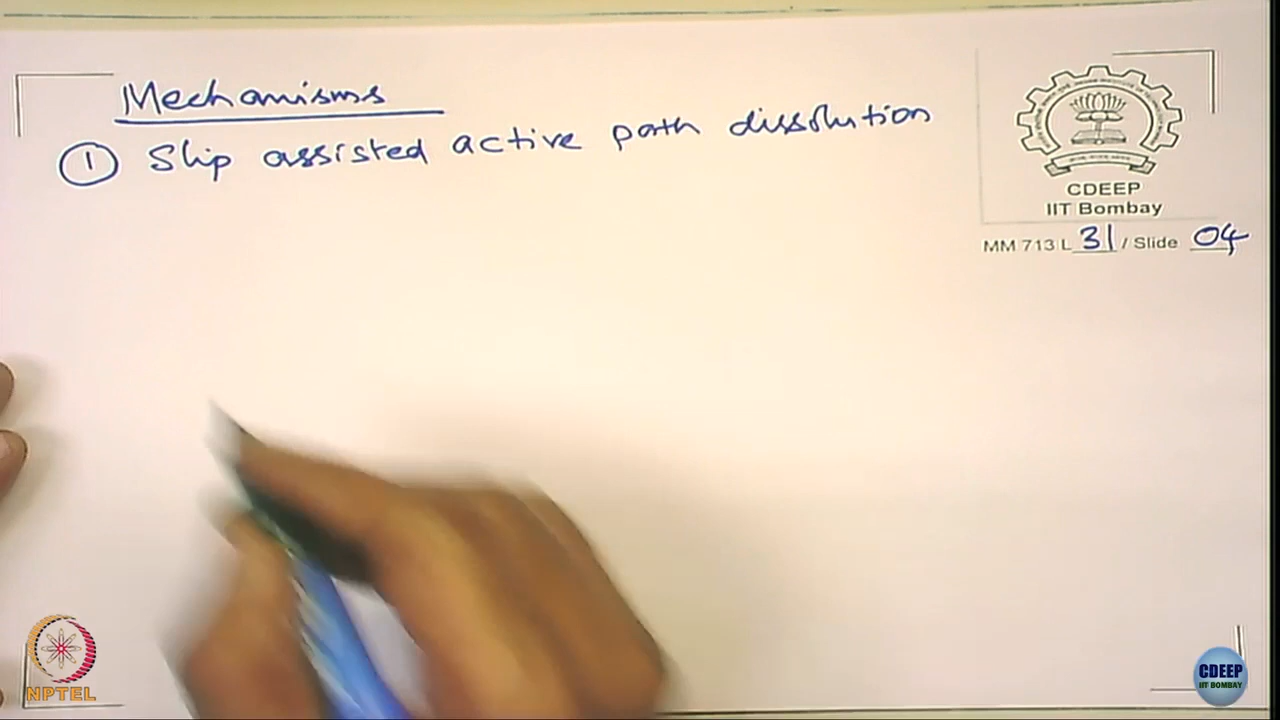 Mechanisms
① Slip assisted active path dissolution
CDEEP
IIT Bombay
MM 713 L 31 / Slide 04
NPTEL
CDEEP
IIT BOMBAY